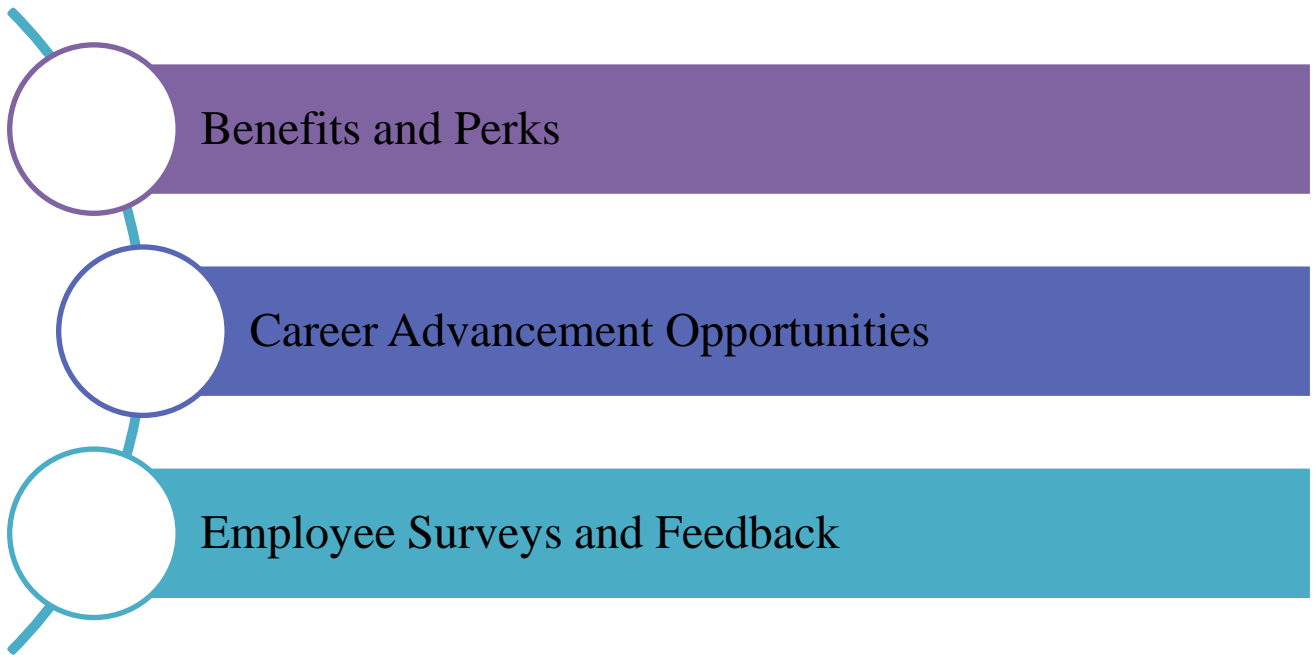 Benefits and Perks
Career Advancement Opportunities
Employee Surveys and Feedback